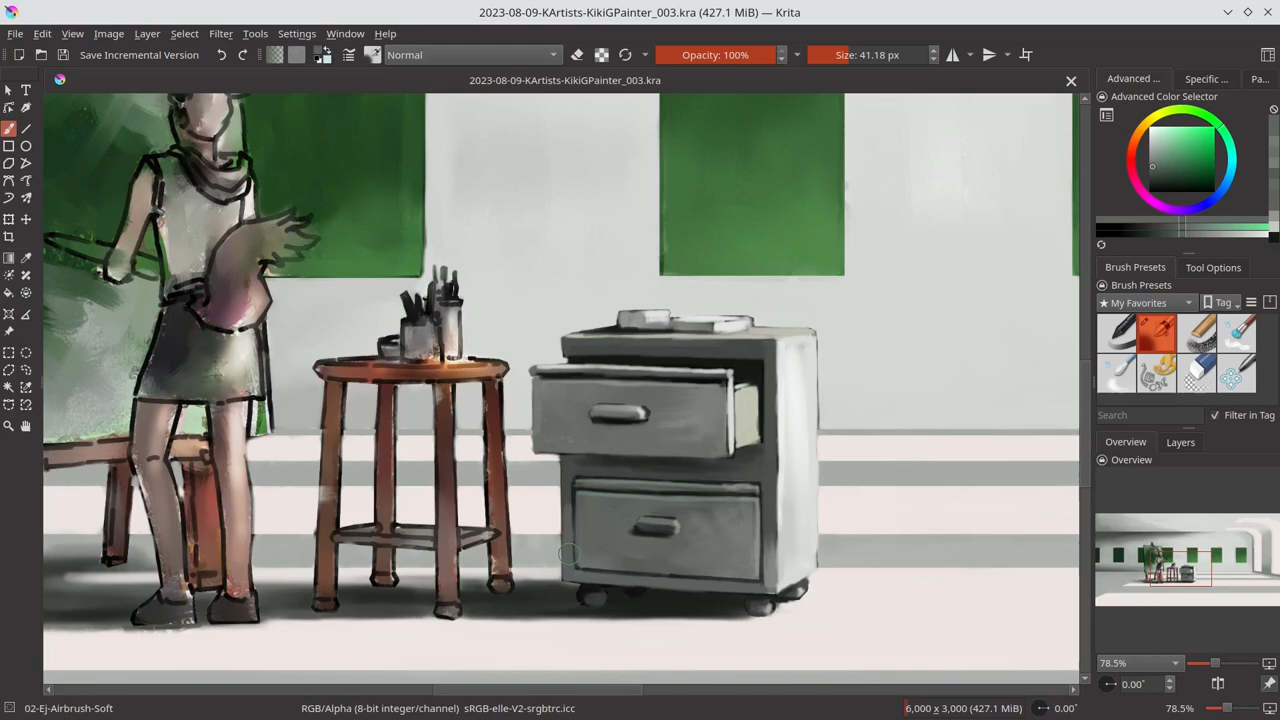 2023-08-09-KArtists-KikiGPainter_003.kra (427.1 MiB) — Krita
File Edit View Image Layer Select Filter Tools Settings Window Help
Save Incremental Version Normal Opacity: 100% Size: 41.18 px
2023-08-09-KArtists-KikiGPainter_003.kra
Advanced ... Specific ... Pa...
Advanced Color Selector
Brush Presets Tool Options
Brush Presets
★ My Favorites Tag
Search Filter in Tag
Overview Layers
Overview
78.5%
0.00°
02-Ej-Airbrush-Soft RGB/Alpha (8-bit integer/channel) sRGB-elle-V2-srgbtrc.icc 6,000 x 3,000 (427.1 MiB) 0.00° 78.5%